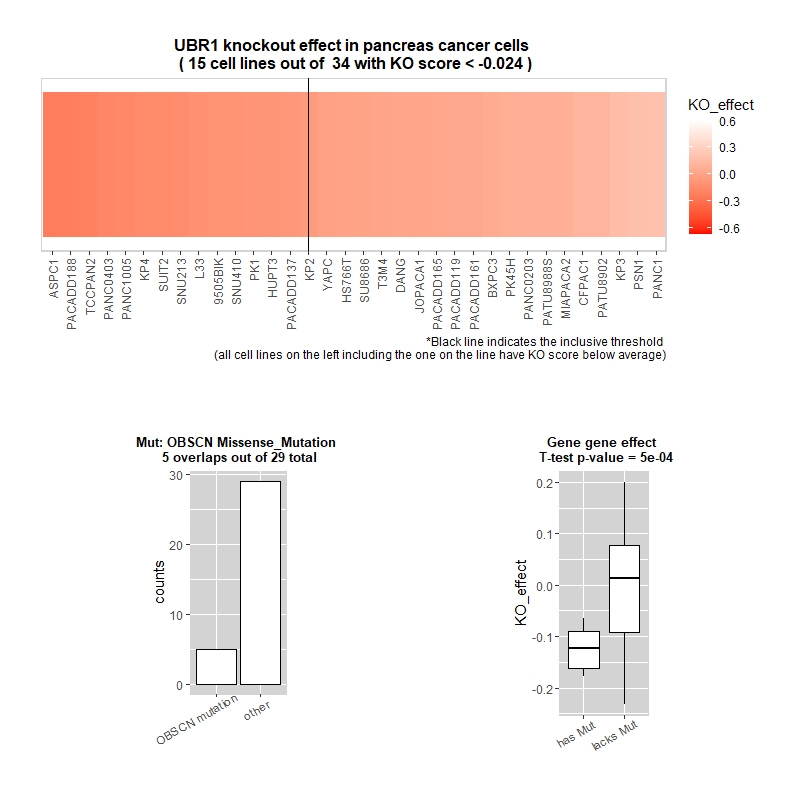 UBR1 knockout effect in pancreas cancer cells
( 15 cell lines out of  34 with KO score < -0.024 )
KO_effect
0.6
0.3
0.0
-0.3
-0.6
ASPC1
PACADD188
TCCPAN2
PANC0403
PANC1005
KP4
SUIT2
SNU213
L33
9505BIK
SNU410
PK1
HUPT3
PACADD137
KP2
YAPC
HS766T
SU8686
T3M4
DANG
JOPACA1
PACADD165
PACADD119
PACADD161
BXPC3
PK45H
PANC0203
PATU8988S
MIAPACA2
CFPAC1
PATU8902
KP3
PSN1
PANC1
*Black line indicates the inclusive threshold
(all cell lines on the left including the one on the line have KO score below average)
Mut: OBSCN Missense_Mutation
5 overlaps out of 29 total
counts
30
20
10
0
OBSCN mutation
other
Gene gene effect
T-test p-value = 5e-04
KO_effect
0.2
0.1
0.0
-0.1
-0.2
has Mut
lacks Mut